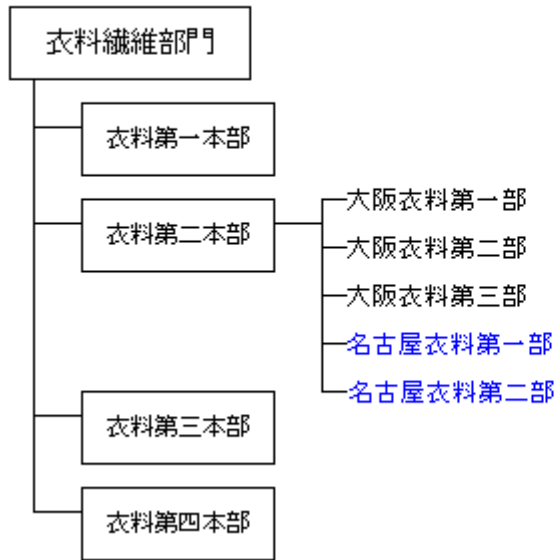 衣料繊維部門
衣料第一本部
衣料第二本部
大阪衣料第一部
大阪衣料第二部
大阪衣料第三部
名古屋衣料第一部
名古屋衣料第二部
衣料第三本部
衣料第四本部